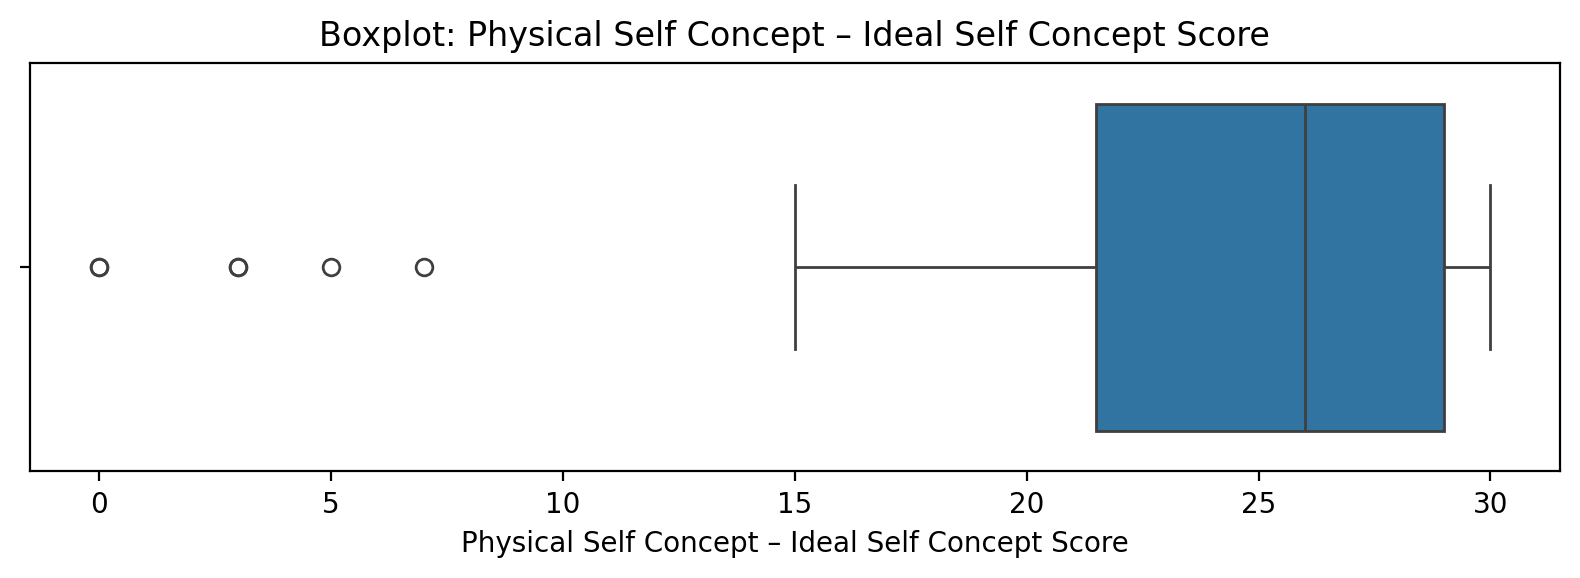 Boxplot: Physical Self Concept – Ideal Self Concept Score
0 5 10 15 20 25 30
Physical Self Concept – Ideal Self Concept Score